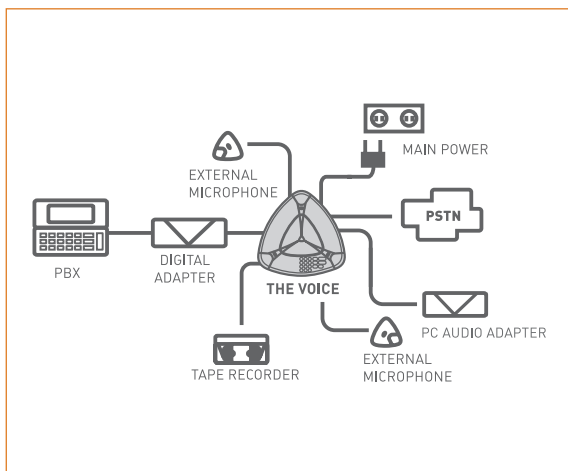 MAIN POWER
EXTERNAL
MICROPHONE
PSTN
PBX
DIGITAL
ADAPTER
THE VOICE
PC AUDIO ADAPTER
TAPE RECORDER
EXTERNAL
MICROPHONE